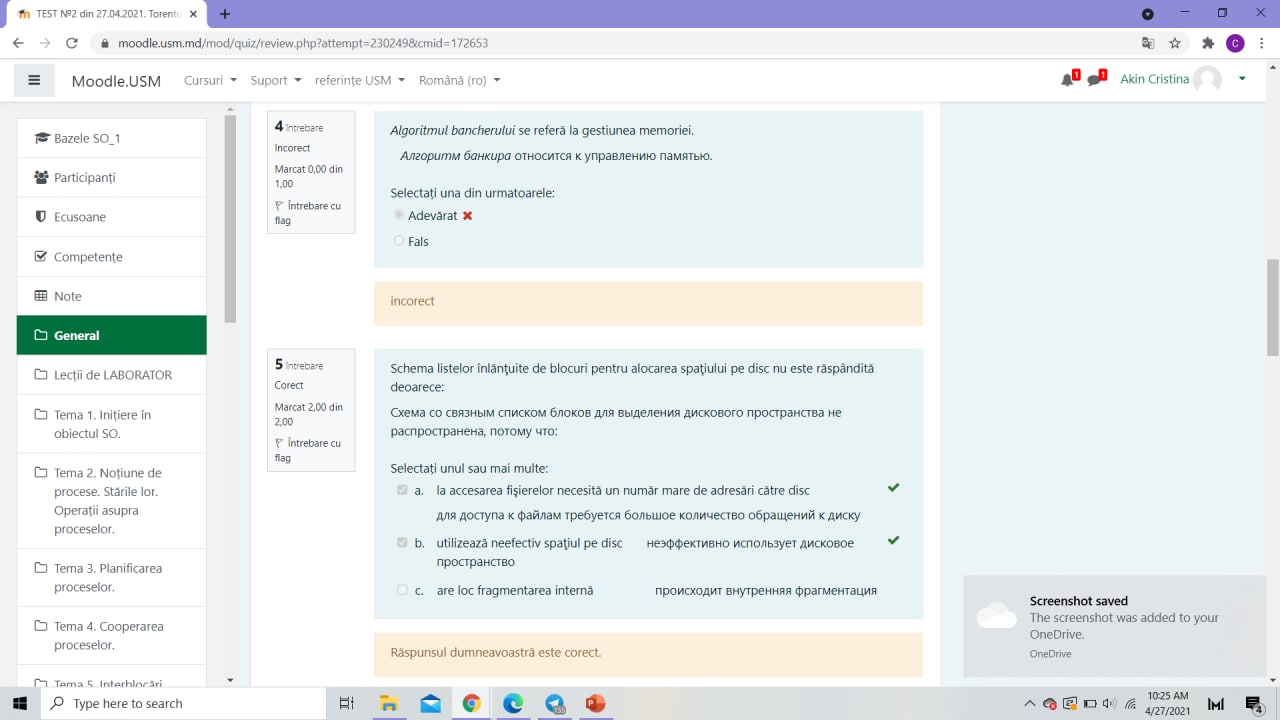 TEST №2 din 27.04.2021. Torentu
moodle.usm.md/mod/quiz/review.php?attempt=230249&cmid=172653
C
Moodle.USM
Cursuri
Suport
referințe USM
Română (ro)
1
1
Akin Cristina
Bazele SO_1
Participanți
Ecusoane
Competențe
Note
General
Lecții de LABORATOR
Tema 1. Inițiere în
obiectul SO.
Tema 2. Noțiune de
procese. Stările lor.
Operații asupra
proceselor.
Tema 3. Planificarea
proceselor.
Tema 4. Cooperarea
proceselor.
Tema 5. Interblocări
4 Întrebare
Incorect
Marcat 0,00 din
1,00
Întrebare cu
flag
Algoritmul bancherului se referă la gestiunea memoriei.
Алгоритм банкира относится к управлению памятью.
Selectați una din urmatoarele:
Adevărat
Fals
incorect
5 Întrebare
Corect
Marcat 2,00 din
2,00
Întrebare cu
flag
Schema listelor înlănţuite de blocuri pentru alocarea spaţiului pe disc nu este răspândită
deoarece:
Схема со связным списком блоков для выделения дискового пространства не
распространена, потому что:
Selectați unul sau mai multe:
a. la accesarea fişierelor necesită un număr mare de adresări către disc
для доступа к файлам требуется большое количество обращений к диску
b. utilizează neefectiv spaţiul pe disc неэффективно использует дисковое
пространство
c. are loc fragmentarea internă происходит внутренняя фрагментация
Răspunsul dumneavoastră este corect.
Screenshot saved
The screenshot was added to your
OneDrive.
OneDrive
Type here to search
10:25 AM
4/27/2021
4